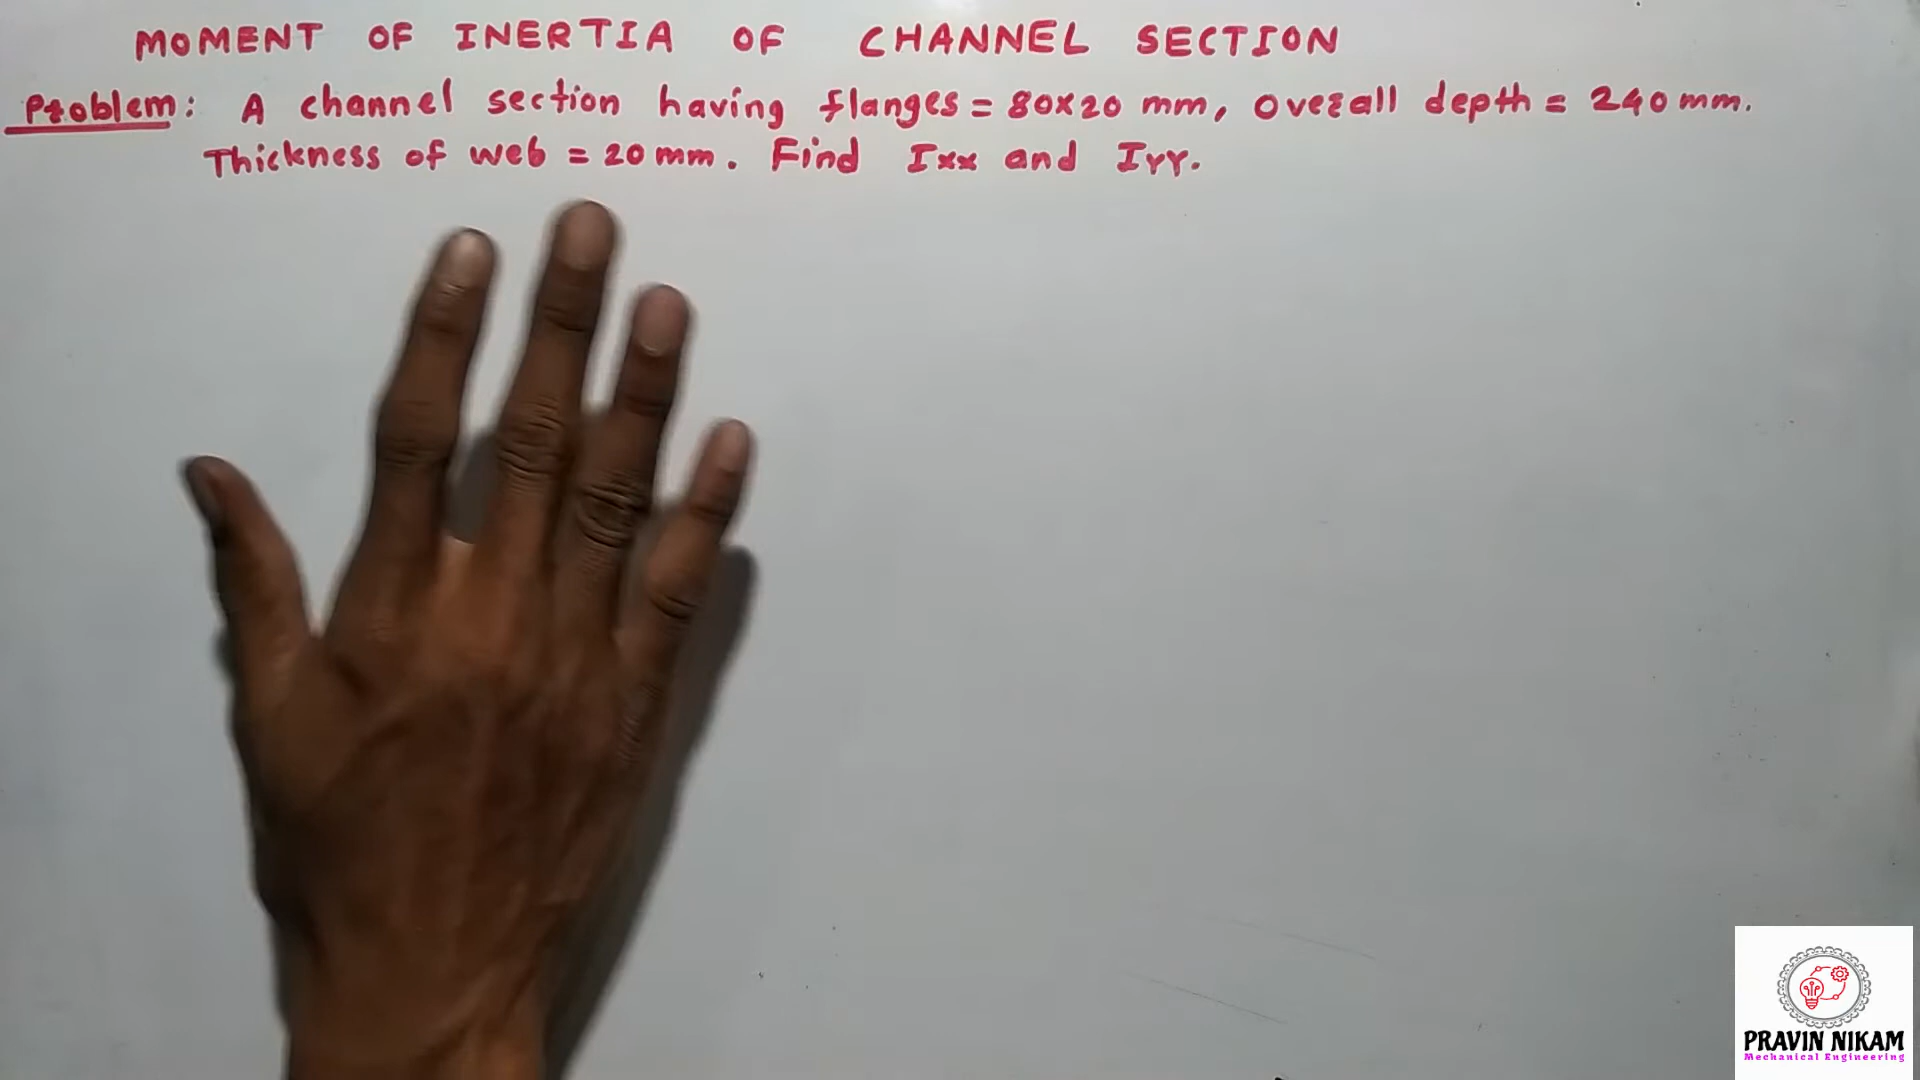 MOMENT OF INERTIA OF CHANNEL SECTION
Problem: A channel section having flanges = 80x20 mm, overall depth = 240 mm.
Thickness of web = 20 mm. Find Ixx and IYY.
PRAVIN NIKAM
Mechanical Engineering